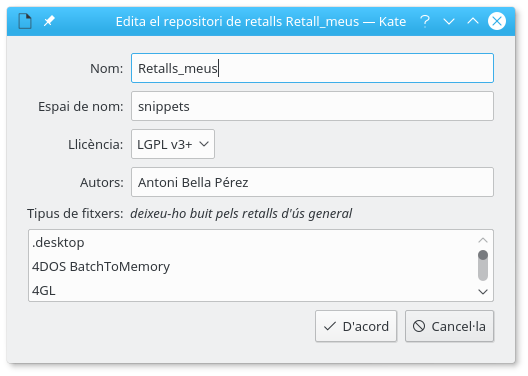 Edita el repositori de retalls Retall_meus — Kate
Nom: Retalls_meus
Espai de nom: snippets
Llicència: LGPL v3+
Autors: Antoni Bella Pérez
Tipus de fitxers: deixeu-ho buit pels retalls d'ús general
.desktop
4DOS BatchToMemory
4GL
D'acord Cancel·la